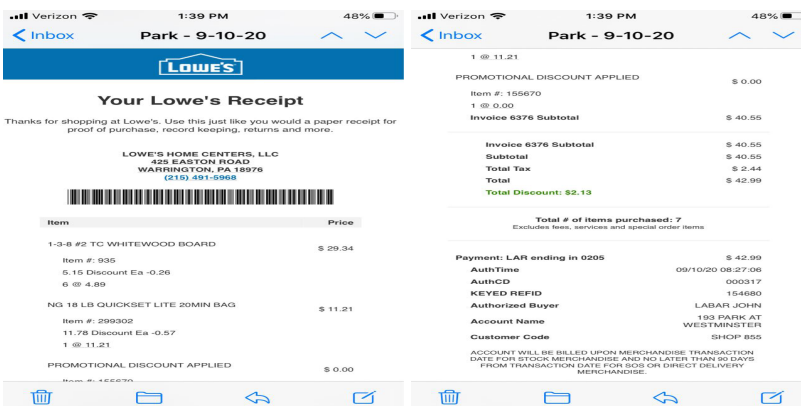 Verizon 1:39 PM 48%
Inbox Park - 9-10-20
LOWE'S
Your Lowe's Receipt
Thanks for shopping at Lowe's. Use this just like you would a paper receipt for
proof of purchase, record keeping, returns and more.
LOWE'S HOME CENTERS, LLC
425 EASTON ROAD
WARRINGTON, PA 18976
(215) 491-5968
Item Price
1-3-8 #2 TC WHITEWOOD BOARD $ 29.34
Item #: 935
5.15 Discount Ea -0.26
6 @ 4.89
NG 18 LB QUICKSET LITE 20MIN BAG $ 11.21
Item #: 299302
11.78 Discount Ea -0.57
1 @ 11.21
PROMOTIONAL DISCOUNT APPLIED $ 0.00
Item #: 155670
Verizon 1:39 PM 48%
Inbox Park - 9-10-20
1 @ 11.21
PROMOTIONAL DISCOUNT APPLIED $ 0.00
Item #: 155670
1 @ 0.00
Invoice 6376 Subtotal $ 40.55
Invoice 6376 Subtotal $ 40.55
Subtotal $ 40.55
Total Tax $ 2.44
Total $ 42.99
Total Discount: $2.13
Total # of items purchased: 7
Excludes fees, services and special order items
Payment: LAR ending in 0205 $ 42.99
AuthTime 09/10/20 08:27:06
AuthCD 000317
KEYED REFID 154680
Authorized Buyer LABAR JOHN
Account Name 193 PARK AT
WESTMINSTER
Customer Code SHOP 855
ACCOUNT WILL BE BILLED UPON MERCHANDISE TRANSACTION
DATE FOR STOCK MERCHANDISE AND NO LATER THAN 90 DAYS
FROM TRANSACTION DATE FOR SOS OR DIRECT DELIVERY
MERCHANDISE.